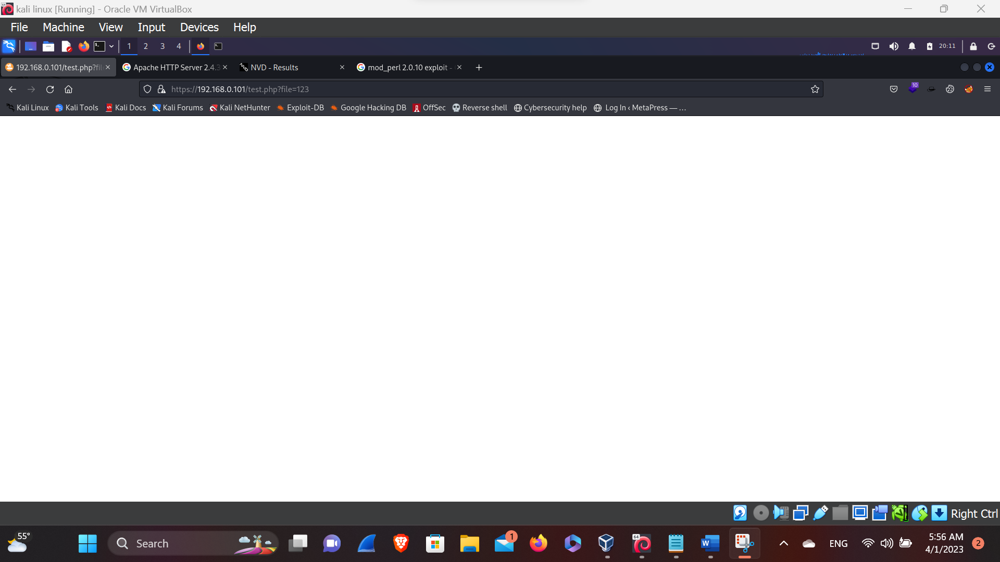 kali linux [Running] - Oracle VM VirtualBox
File Machine View Input Devices Help
1 2 3 4 20:11
192.168.0.101/test.php?fil Apache HTTP Server 2.4.3 NVD - Results mod_perl 2.0.10 exploit -
https://192.168.0.101/test.php?file=123 10
Kali Linux Kali Tools Kali Docs Kali Forums Kali NetHunter Exploit-DB Google Hacking DB OffSec Reverse shell Cybersecurity help Log In ‹ MetaPress — …
Right Ctrl
55° Search 1 64 W ENG 5:56 AM 2
4/1/2023